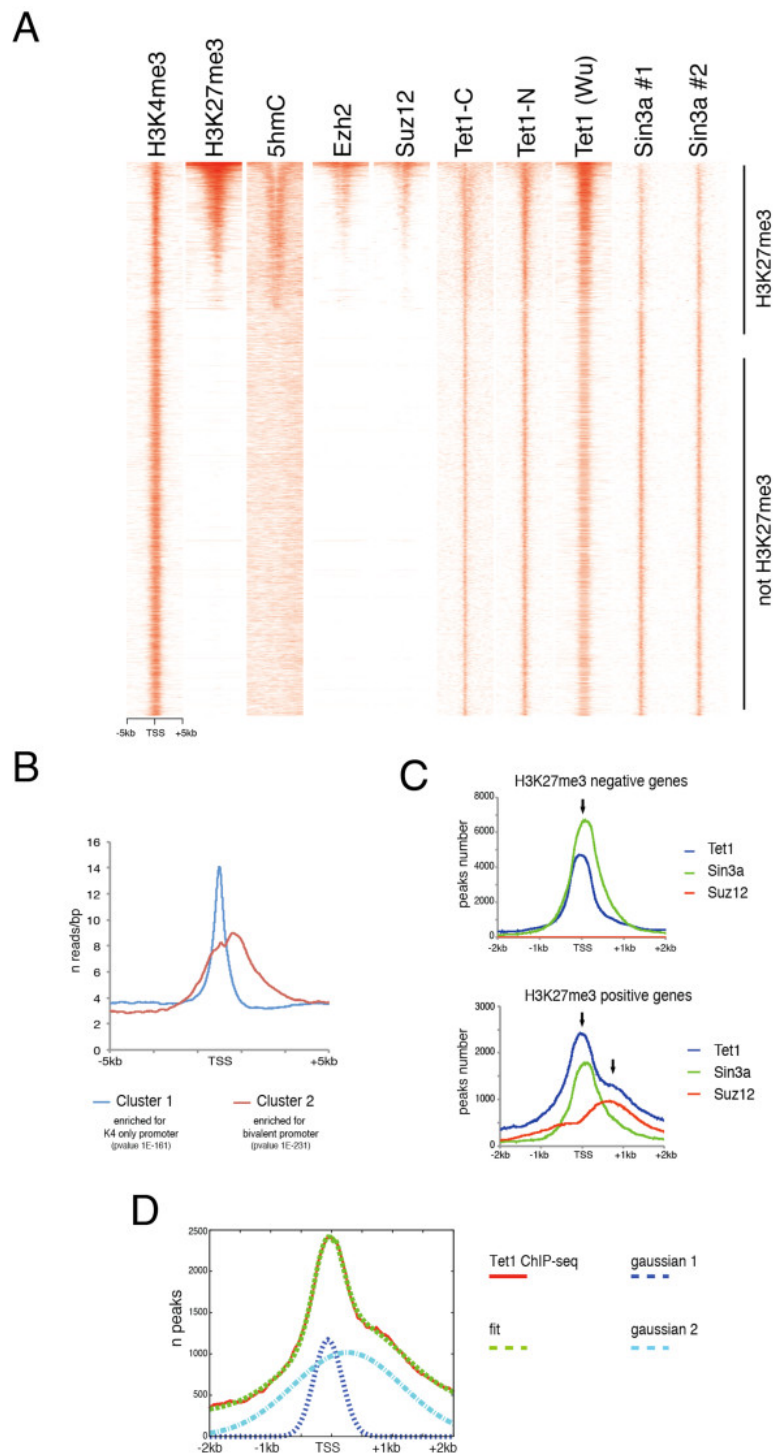 A
H3K4me3
H3K27me3
5hmC
Ezh2
Suz12
Tet1-C
Tet1-N
Tet1 (Wu)
Sin3a #1
Sin3a #2
H3K27me3
not H3K27me3
-5kb TSS +5kb
B
n reads/bp
16
14
12
10
8
6
4
2
0
-5kb TSS +5kb
Cluster 1
enriched for
K4 only promoter
(pvalue 1E-161)
Cluster 2
enriched for
bivalent promoter
(pvalue 1E-231)
C
H3K27me3 negative genes
peaks number
8000
6000
4000
2000
0
-2kb -1kb TSS +1kb +2kb
Tet1
Sin3a
Suz12
H3K27me3 positive genes
peaks number
3000
2500
2000
1500
1000
500
0
-2kb -1kb TSS +1kb +2kb
Tet1
Sin3a
Suz12
D
n peaks
2500
2000
1500
1000
500
0
-2kb -1kb TSS +1kb +2kb
Tet1 ChIP-seq
gaussian 1
fit
gaussian 2